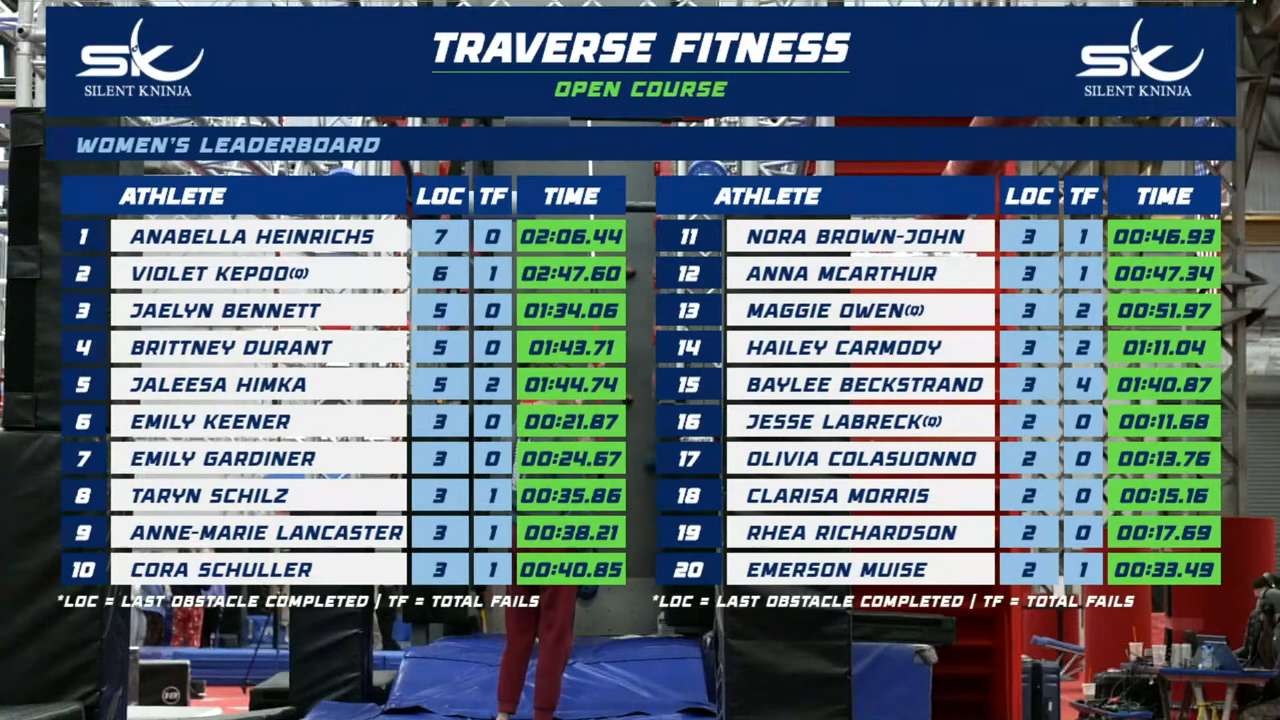 SK
SILENT KNINJA
TRAVERSE FITNESS
OPEN COURSE
SK
SILENT KNINJA
WOMEN'S LEADERBOARD
ATHLETE LOC TF TIME
1 ANABELLA HEINRICHS 7 0 02:06.44
2 VIOLET KEPOO(Q) 6 1 02:47.60
3 JAELYN BENNETT 5 0 01:34.06
4 BRITTNEY DURANT 5 0 01:43.71
5 JALEESA HIMKA 5 2 01:44.74
6 EMILY KEENER 3 0 00:21.87
7 EMILY GARDINER 3 0 00:24.67
8 TARYN SCHILZ 3 1 00:35.86
9 ANNE-MARIE LANCASTER 3 1 00:38.21
10 CORA SCHULLER 3 1 00:40.85
*LOC = LAST OBSTACLE COMPLETED / TF = TOTAL FAILS
ATHLETE LOC TF TIME
11 NORA BROWN-JOHN 3 1 00:46.93
12 ANNA MCARTHUR 3 1 00:47.34
13 MAGGIE OWEN(Q) 3 2 00:51.97
14 HAILEY CARMODY 3 2 01:11.04
15 BAYLEE BECKSTRAND 3 4 01:40.87
16 JESSE LABRECK(Q) 2 0 00:11.68
17 OLIVIA COLASUONNO 2 0 00:13.76
18 CLARISA MORRIS 2 0 00:15.16
19 RHEA RICHARDSON 2 0 00:17.69
20 EMERSON MUISE 2 1 00:33.49
*LOC = LAST OBSTACLE COMPLETED / TF = TOTAL FAILS